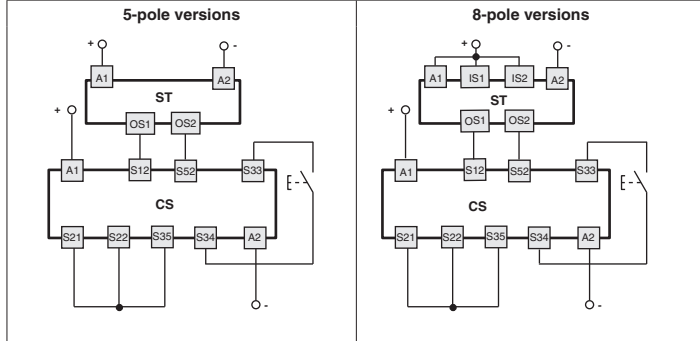 5-pole versions
+ -
A1 A2
ST
+ OS1 OS2
A1 S12 S52 S33
CS
S21 S22 S35 S34 A2
-
8-pole versions
+ -
A1 IS1 IS2 A2
ST
+ OS1 OS2
A1 S12 S52 S33
CS
S21 S22 S35 S34 A2
-